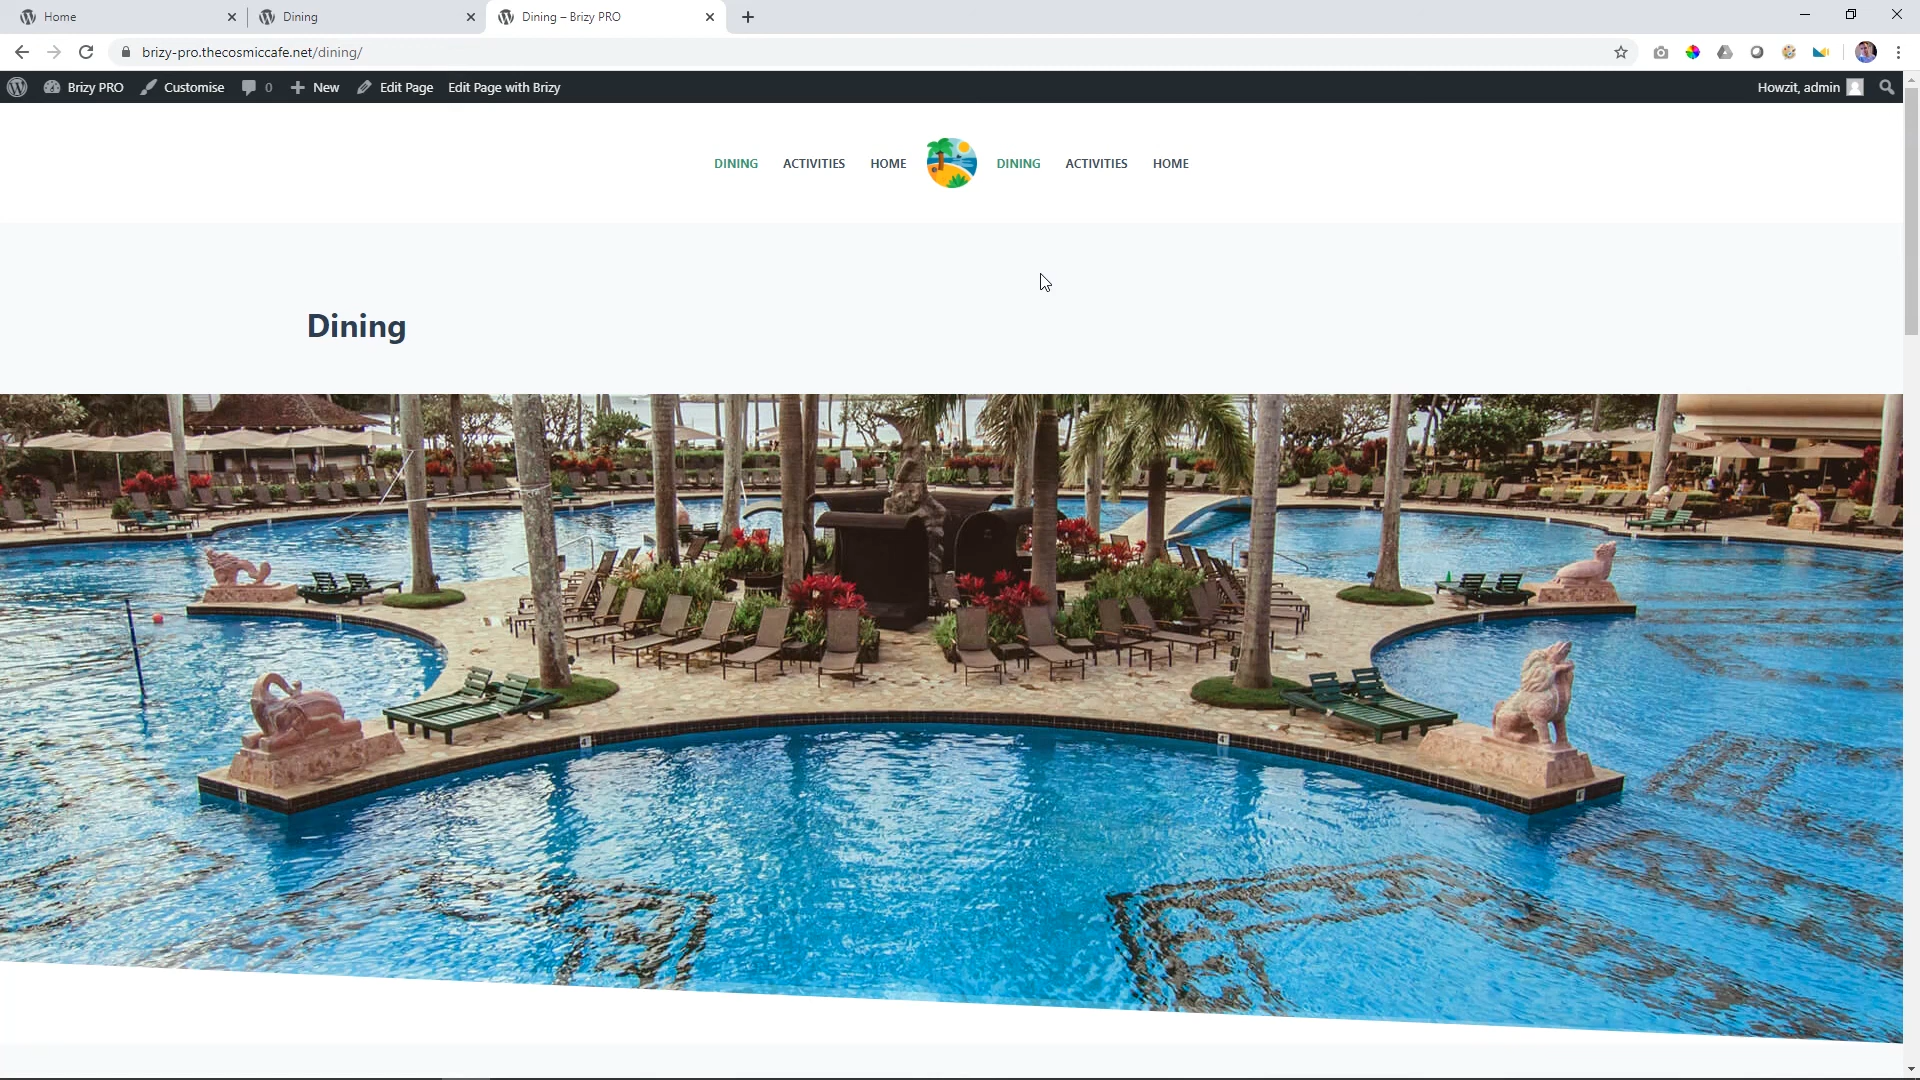 Home
Dining
Dining – Brizy PRO
brizy-pro.thecosmiccafe.net/dining/
Brizy PRO
Customise
0
New
Edit Page
Edit Page with Brizy
Howzit, admin
DINING
ACTIVITIES
HOME
DINING
ACTIVITIES
HOME
Dining